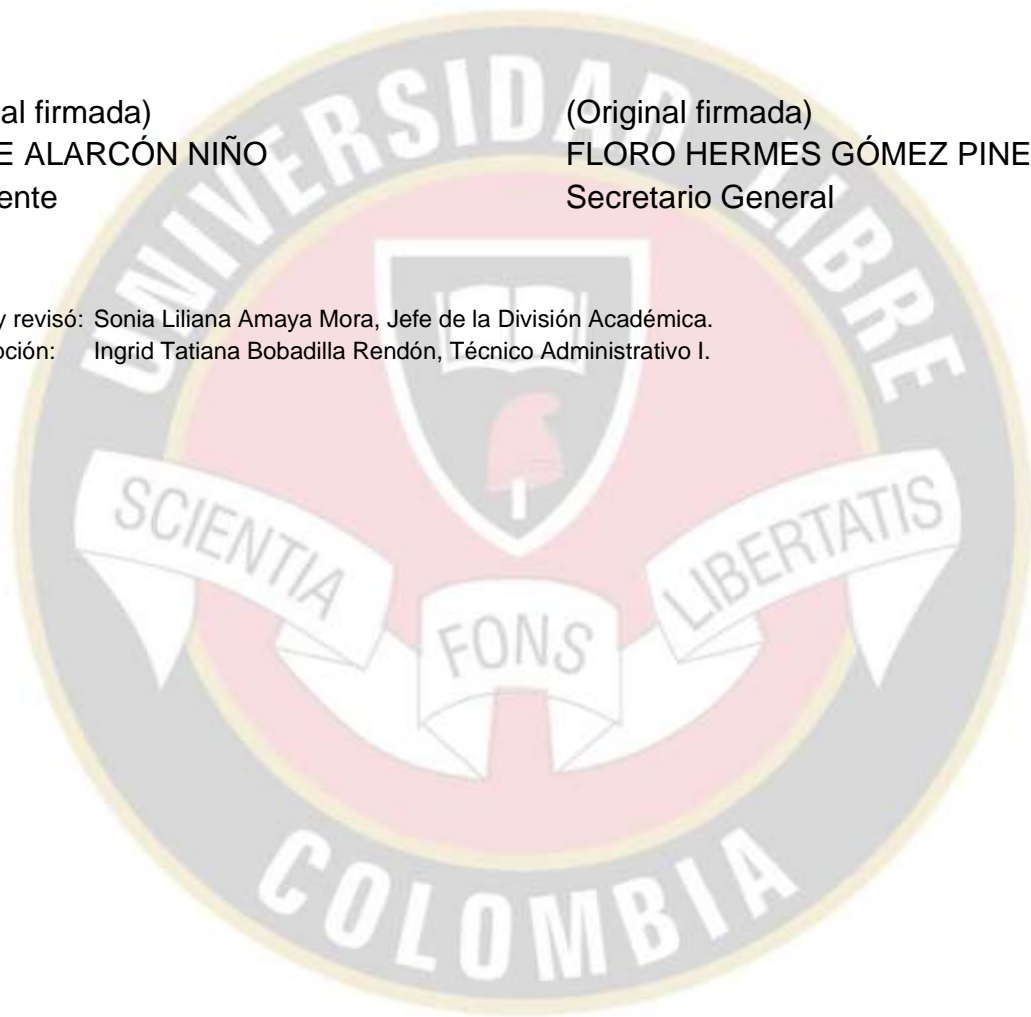 al firmada)
E ALARCÓN NIÑO
ente
(Original firmada)
FLORO HERMES GÓMEZ PINE
Secretario General
y revisó: Sonia Liliana Amaya Mora, Jefe de la División Académica.
oción: Ingrid Tatiana Bobadilla Rendón, Técnico Administrativo I.
UNIVERSIDAD LIBRE
SCIENTIA
FONS
LIBERTATIS
COLOMBIA